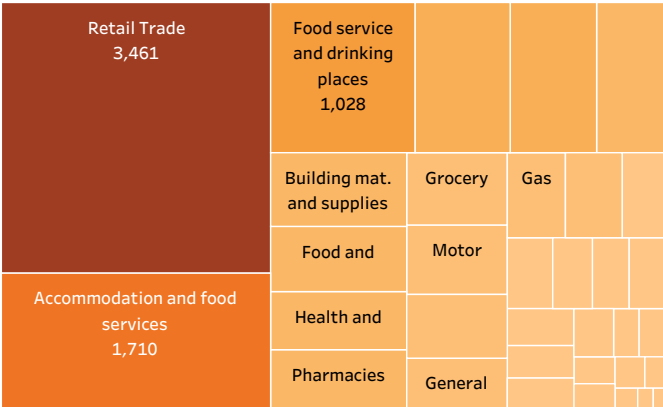 Retail Trade
3,461
Accommodation and food
services
1,710
Food service
and drinking
places
1,028
Building mat.
and supplies
Food and
Health and
Pharmacies
Grocery
Motor
General
Gas